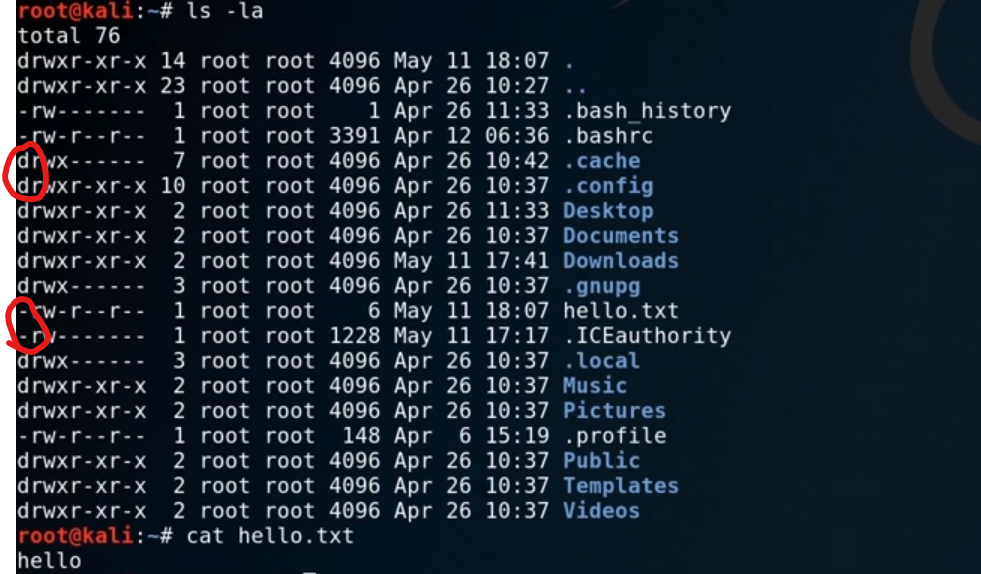 root@kali:~# ls -la
total 76
drwxr-xr-x 14 root root 4096 May 11 18:07 .
drwxr-xr-x 23 root root 4096 Apr 26 10:27 ..
-rw------- 1 root root 1 Apr 26 11:33 .bash_history
-rw-r--r-- 1 root root 3391 Apr 12 06:36 .bashrc
drwx------ 7 root root 4096 Apr 26 10:42 .cache
drwxr-xr-x 10 root root 4096 Apr 26 10:37 .config
drwxr-xr-x 2 root root 4096 Apr 26 11:33 Desktop
drwxr-xr-x 2 root root 4096 Apr 26 10:37 Documents
drwxr-xr-x 2 root root 4096 May 11 17:41 Downloads
drwx------ 3 root root 4096 Apr 26 10:37 .gnupg
-rw-r--r-- 1 root root 6 May 11 18:07 hello.txt
-rw------- 1 root root 1228 May 11 17:17 .ICEauthority
drwx------ 3 root root 4096 Apr 26 10:37 .local
drwxr-xr-x 2 root root 4096 Apr 26 10:37 Music
drwxr-xr-x 2 root root 4096 Apr 26 10:37 Pictures
-rw-r--r-- 1 root root 148 Apr 6 15:19 .profile
drwxr-xr-x 2 root root 4096 Apr 26 10:37 Public
drwxr-xr-x 2 root root 4096 Apr 26 10:37 Templates
drwxr-xr-x 2 root root 4096 Apr 26 10:37 Videos
root@kali:~# cat hello.txt
hello